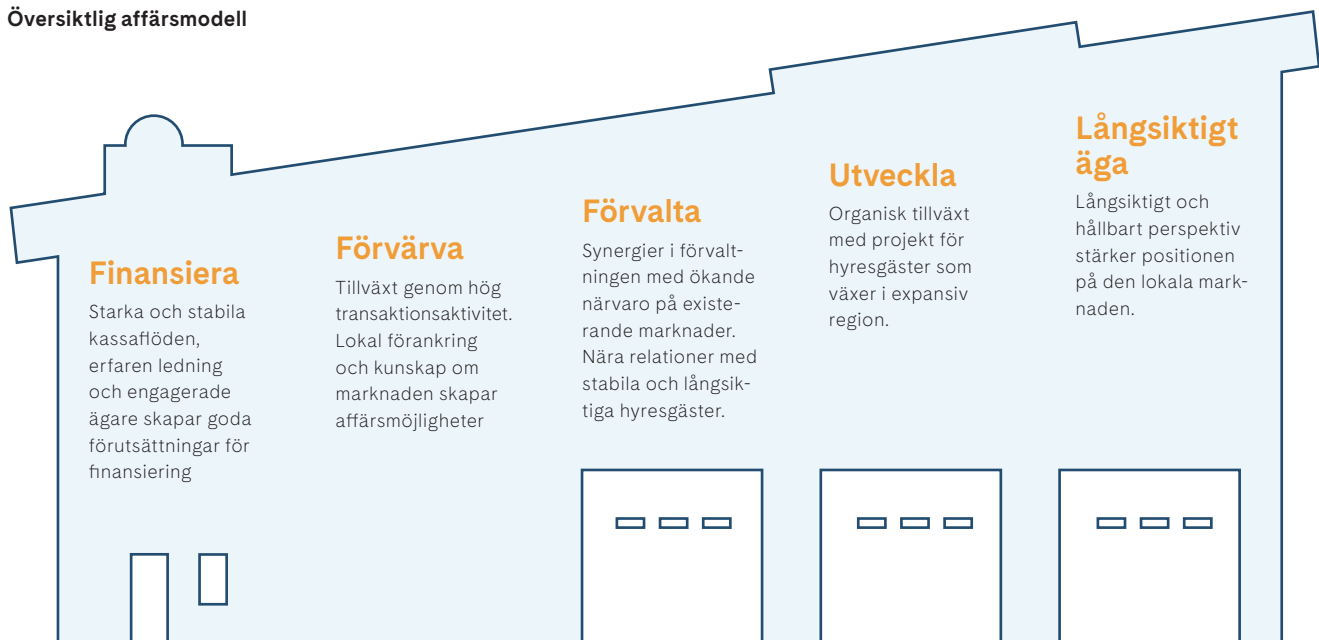 Översiktlig affärsmodell
Finansiera
Starka och stabila
kassaflöden,
erfaren ledning
och engagerade
ägare skapar goda
förutsättningar för
finansiering
Förvärva
Tillväxt genom hög
transaktionsaktivitet.
Lokal förankring
och kunskap om
marknaden skapar
affärsmöjligheter
Förvalta
Synergier i förvalt-
ningen med ökande
närvaro på existe-
rande marknader.
Nära relationer med
stabila och långsik-
tiga hyresgäster.
Utveckla
Organisk tillväxt
med projekt för
hyresgäster som
växer i expansiv
region.
Långsiktigt
äga
Långsiktigt och
hållbart perspektiv
stärker positionen
på den lokala mark-
naden.